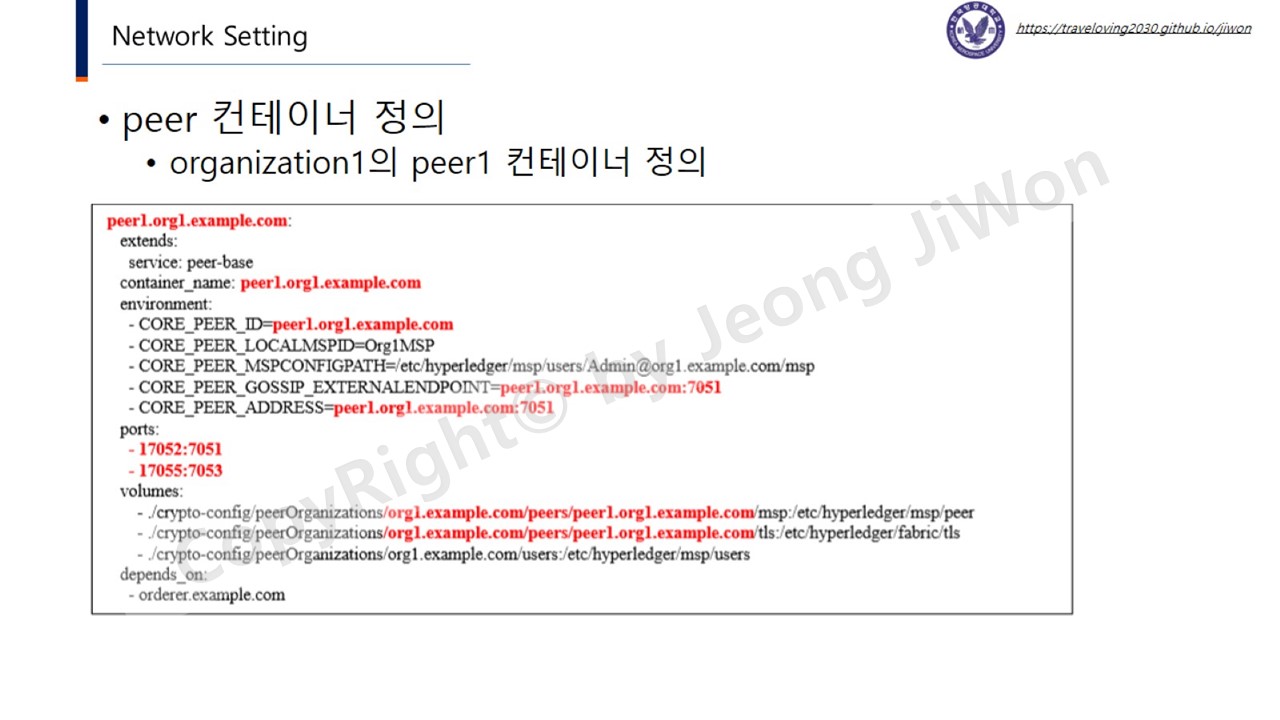 Network Setting
https://traveloving2030.github.io/jiwon
• peer 컨테이너 정의
• organization1의 peer1 컨테이너 정의
peer1.org1.example.com:
extends:
service: peer-base
container_name: peer1.org1.example.com
environment:
- CORE_PEER_ID=peer1.org1.example.com
- CORE_PEER_LOCALMSPID=Org1MSP
- CORE_PEER_MSPCONFIGPATH=/etc/hyperledger/msp/users/Admin@org1.example.com/msp
- CORE_PEER_GOSSIP_EXTERNALENDPOINT=peer1.org1.example.com:7051
- CORE_PEER_ADDRESS=peer1.org1.example.com:7051
ports:
- 17052:7051
- 17055:7053
volumes:
- ./crypto-config/peerOrganizations/org1.example.com/peers/peer1.org1.example.com/msp:/etc/hyperledger/msp/peer
- ./crypto-config/peerOrganizations/org1.example.com/peers/peer1.org1.example.com/tls:/etc/hyperledger/fabric/tls
- ./crypto-config/peerOrganizations/org1.example.com/users:/etc/hyperledger/msp/users
depends_on:
- orderer.example.com
CopyRight© by Jeong JiWon